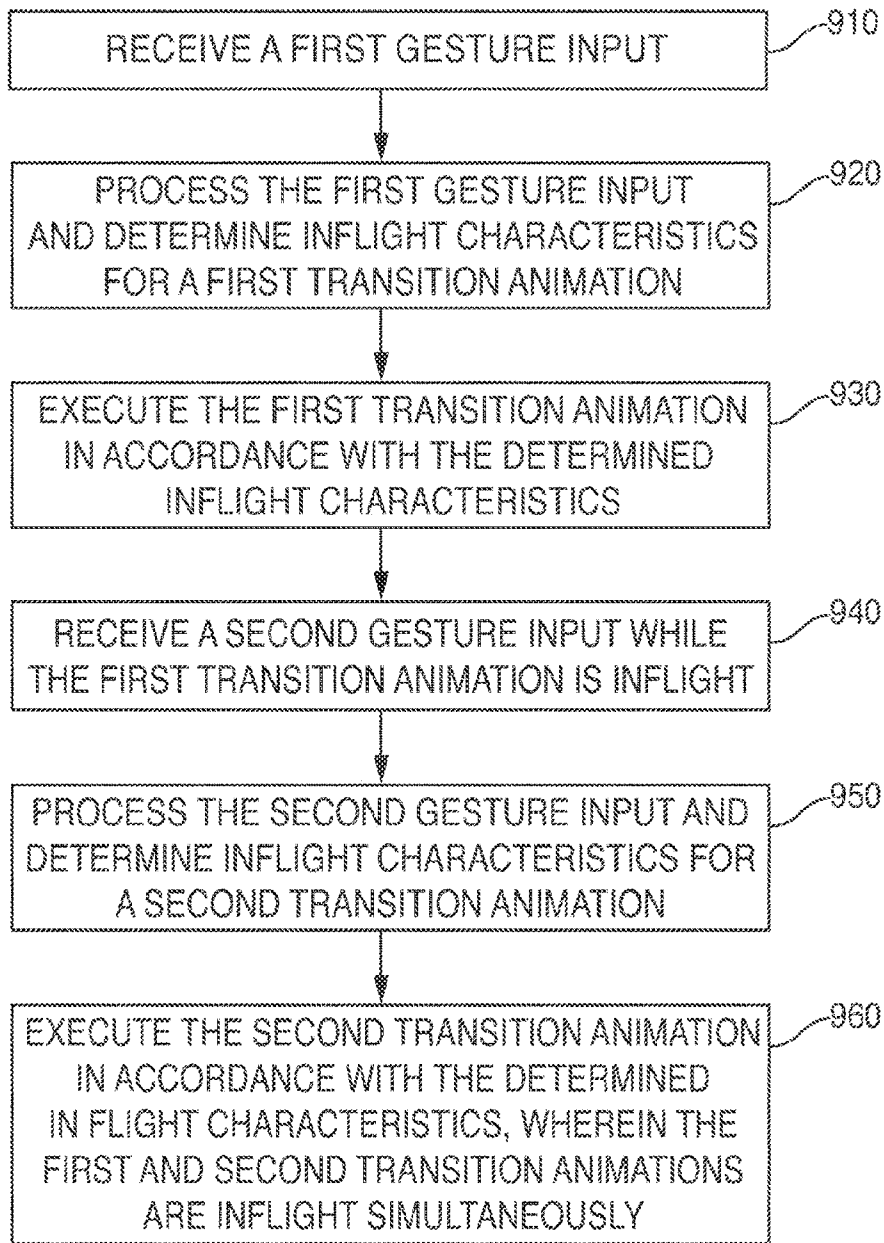 RECEIVE A FIRST GESTURE INPUT
910
PROCESS THE FIRST GESTURE INPUT
AND DETERMINE INFLIGHT CHARACTERISTICS
FOR A FIRST TRANSITION ANIMATION
920
EXECUTE THE FIRST TRANSITION ANIMATION
IN ACCORDANCE WITH THE DETERMINED
INFLIGHT CHARACTERISTICS
930
RECEIVE A SECOND GESTURE INPUT WHILE
THE FIRST TRANSITION ANIMATION IS INFLIGHT
940
PROCESS THE SECOND GESTURE INPUT AND
DETERMINE INFLIGHT CHARACTERISTICS FOR
A SECOND TRANSITION ANIMATION
950
EXECUTE THE SECOND TRANSITION ANIMATION
IN ACCORDANCE WITH THE DETERMINED
IN FLIGHT CHARACTERISTICS, WHEREIN THE
FIRST AND SECOND TRANSITION ANIMATIONS
ARE INFLIGHT SIMULTANEOUSLY
960